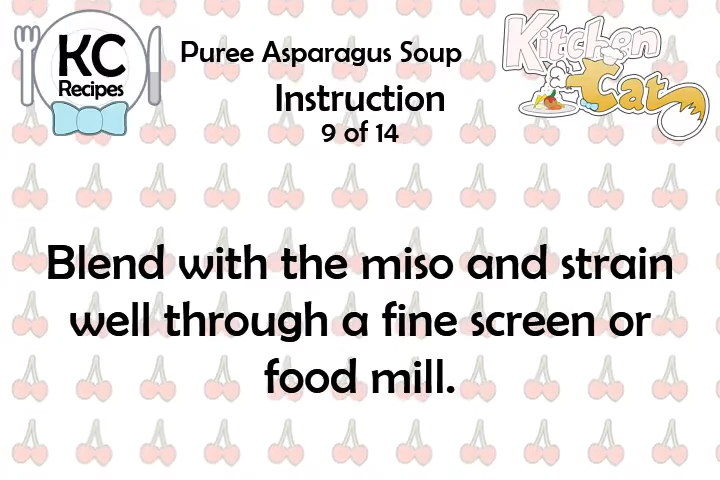 KC
Recipes
Puree Asparagus Soup
Instruction
9 of 14
Kitchen
Cat
Blend with the miso and strain
well through a fine screen or
food mill.